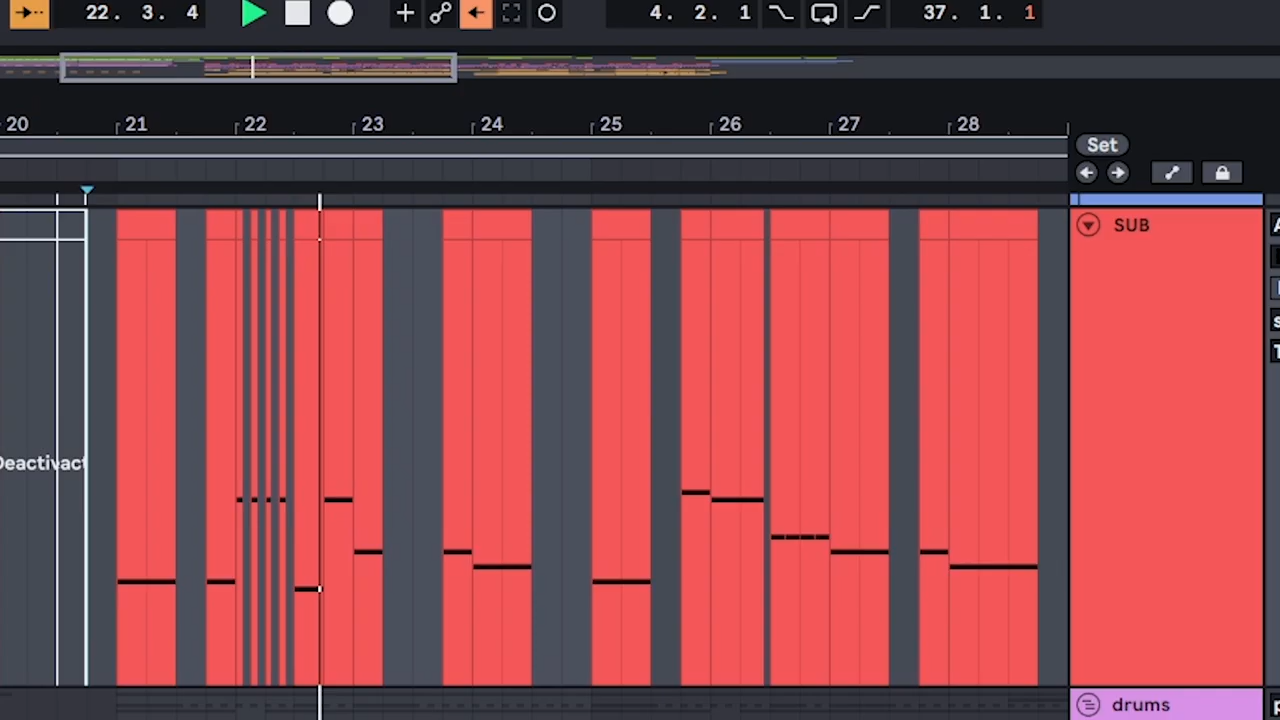 22. 3. 4 4. 2. 1 37. 1. 1
20 21 22 23 24 25 26 27 28
Set
SUB
Deactivact
drums